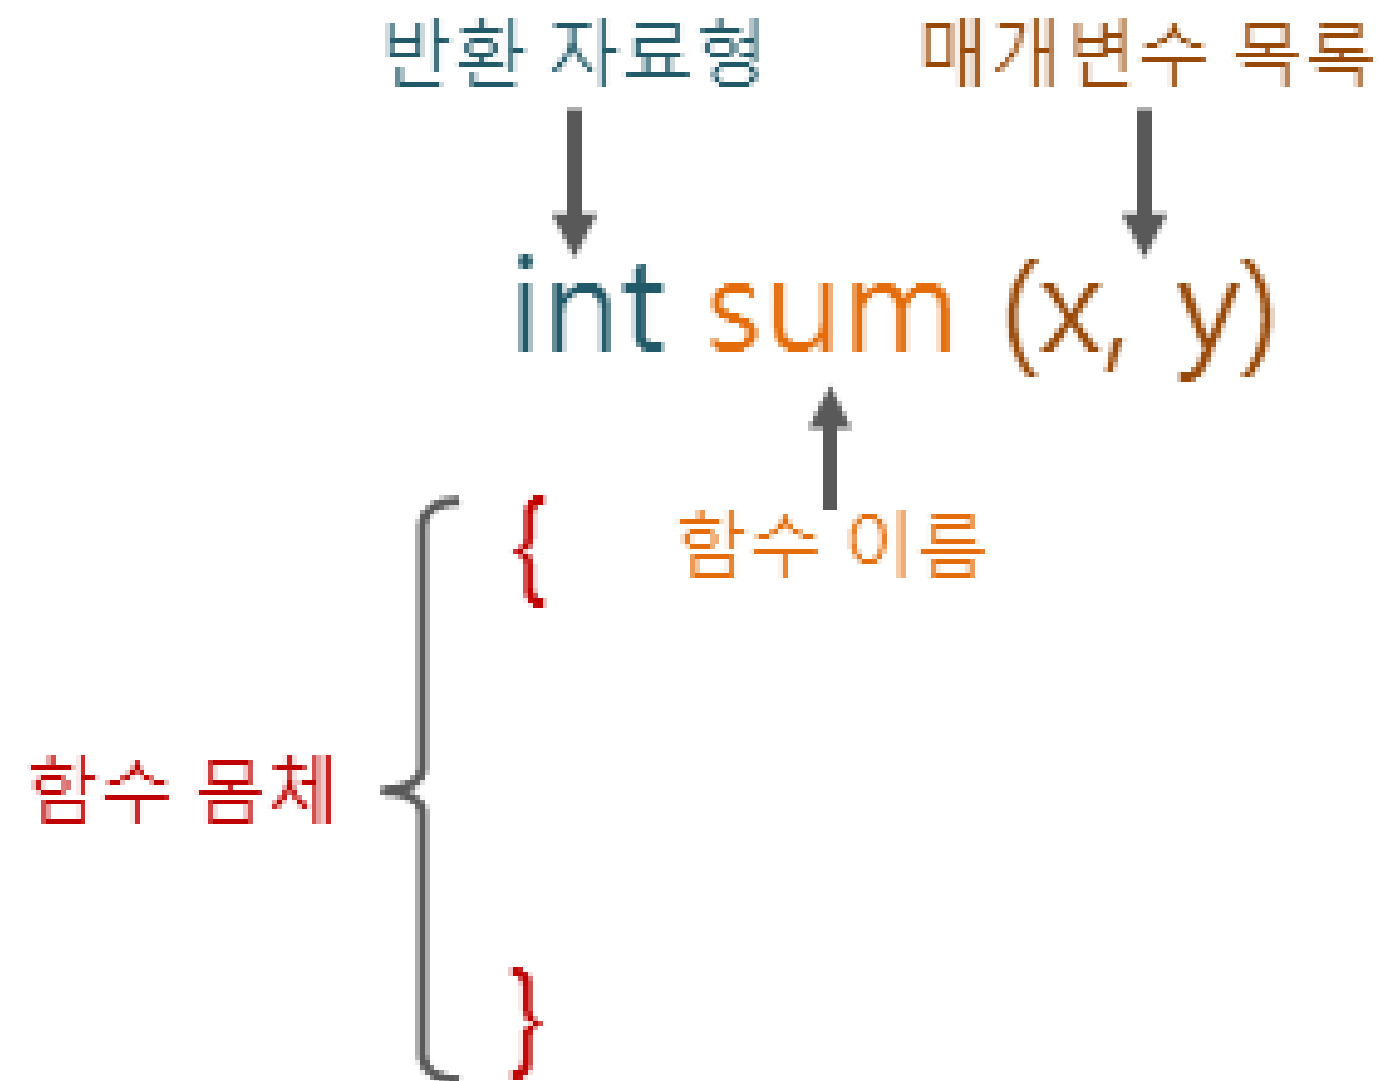 반환 자료형 매개변수 목록
int sum (x, y)
{ 함수 이름
함수 몸체
}